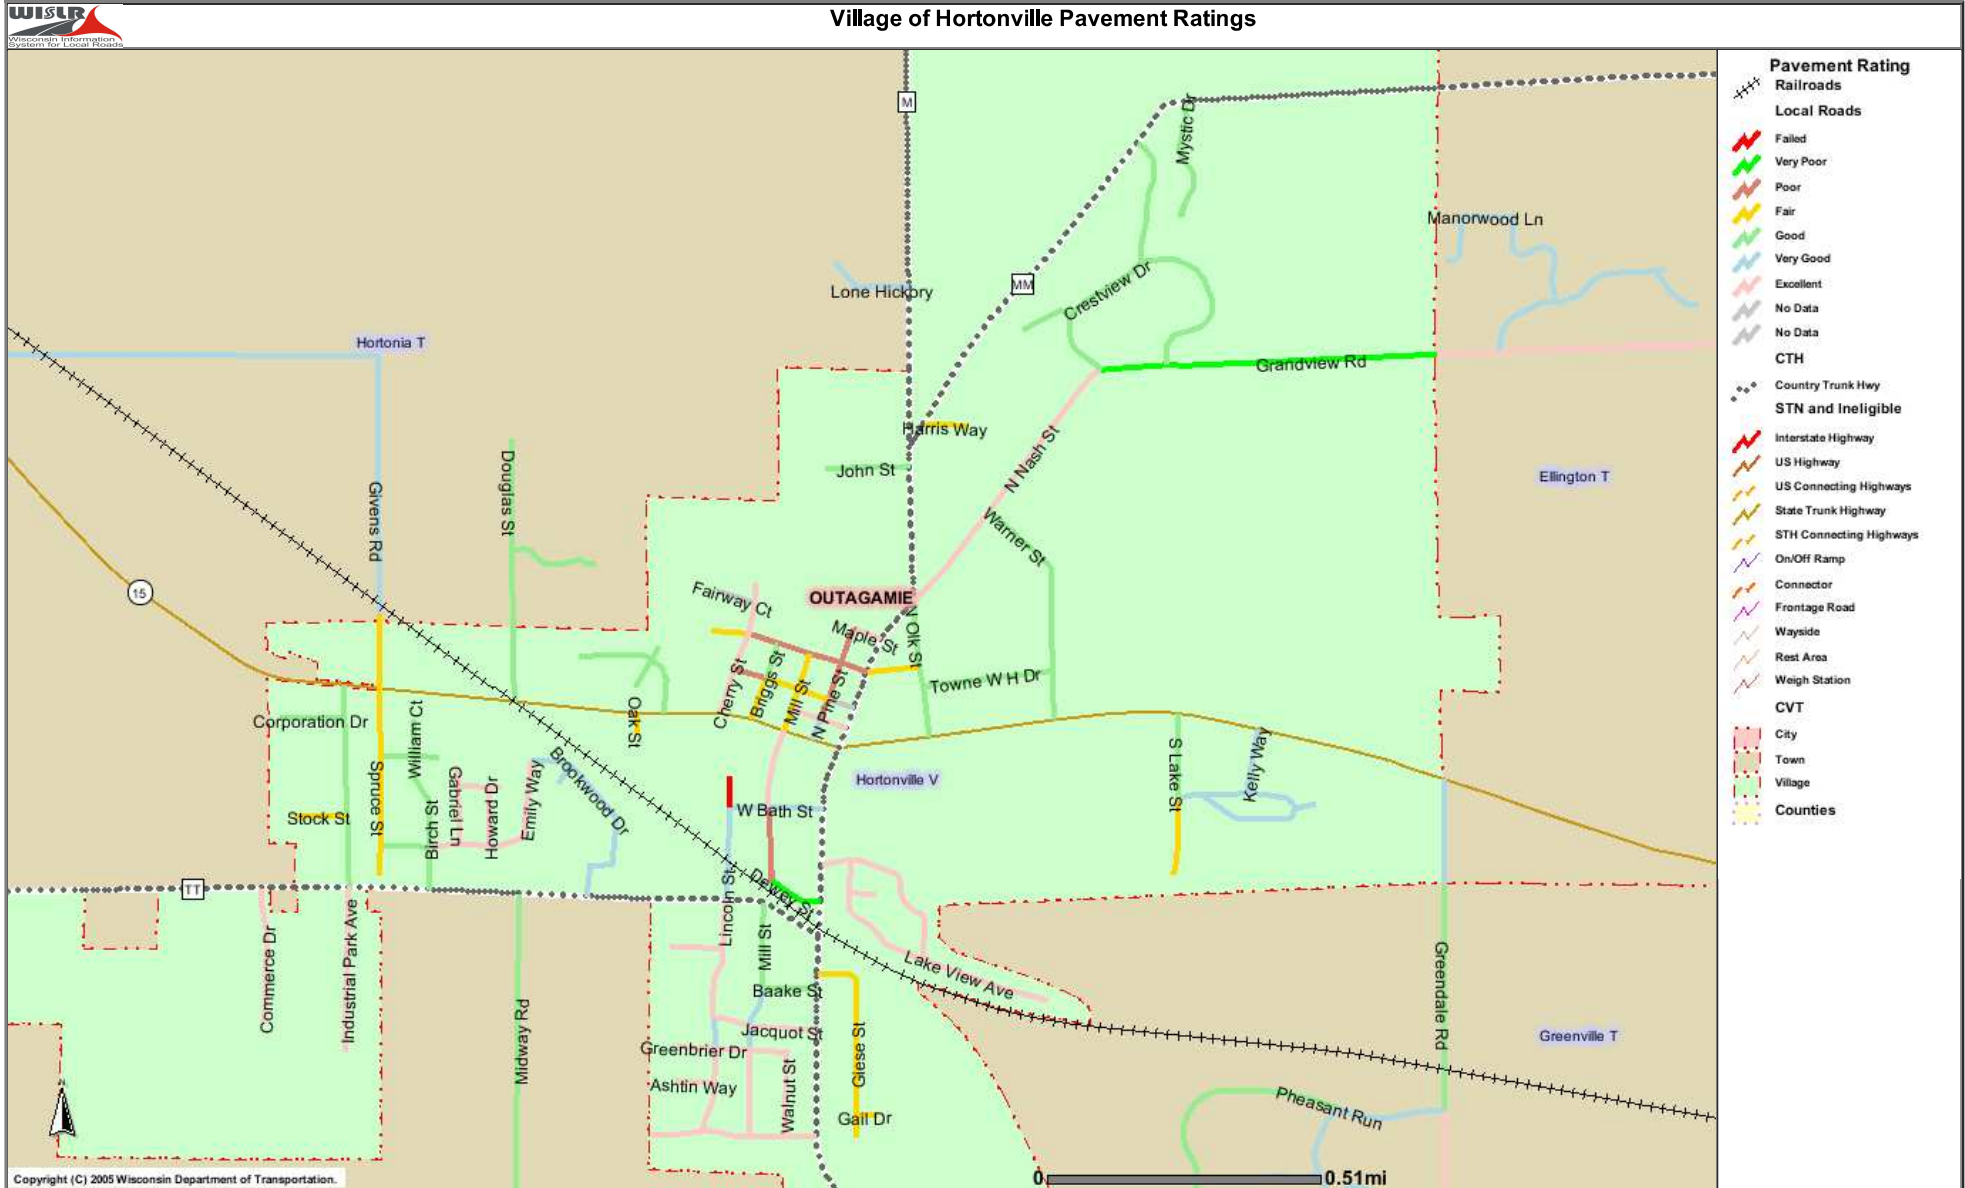 WISLR
Wisconsin Information
System for Local Roads
Village of Hortonville Pavement Ratings
M
Mystic Dr
Manorwood Ln
Crestview Dr
MM
Lone Hickory
Hortonia T
Grandview Rd
Harris Way
John St
N Nash St
Ellington T
Douglass St
Givens Rd
Warner St
15
Fairway Ct
OUTAGAMIE
Maple St
N Olk St
Towne W H Dr
Cherry St
Briggs St
Mill St
N Pine St
Corporation Dr
William Ct
Oak St
Brookwood Dr
Hortonville V
S Lake St
Kelly Way
Spruce St
Gabriel Ln
Howard Dr
Emily Way
Birch St
Stock St
W Bath St
TT
Dewey St
Lincoln St
Mill St
Commerce Dr
Industrial Park Ave
Midway Rd
Lake View Ave
Baake St
Jacquot St
Greenbrier Dr
Ashtin Way
Walnut St
Giese St
Gail Dr
Greendale Rd
Greenville T
Pheasant Run
0
0.51mi
Copyright (C) 2005 Wisconsin Department of Transportation.
Pavement Rating
Railroads
Local Roads
Failed
Very Poor
Poor
Fair
Good
Very Good
Excellent
No Data
No Data
CTH
Country Trunk Hwy
STN and Ineligible
Interstate Highway
US Highway
US Connecting Highways
State Trunk Highway
STH Connecting Highways
On/Off Ramp
Connector
Frontage Road
Wayside
Rest Area
Weigh Station
CVT
City
Town
Village
Counties